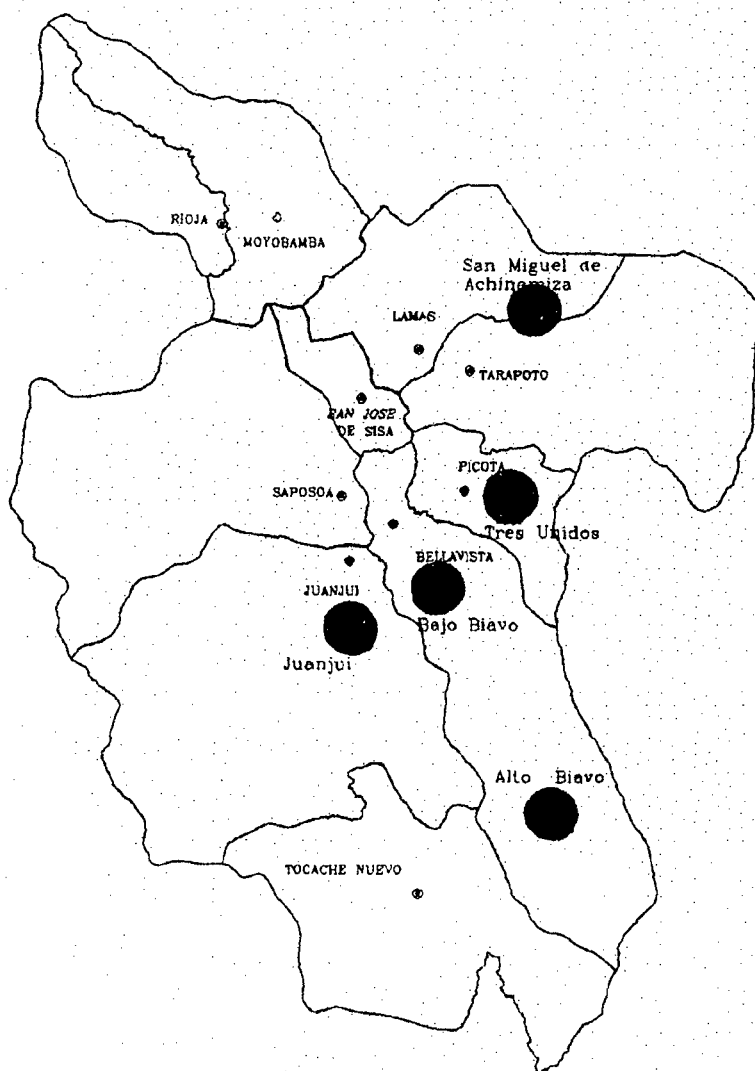 RIOJA
MOYOBAMBA
San Miguel de
Achinamiza
LAMAS
TARAPOTO
SAN JOSE
DE SISA
PICOTA
SAPOSOA
Tres Unidos
BELLAVISTA
JUANJUI
Bajo Biavo
Juanjui
Alto Biavo
TOCACHE NUEVO